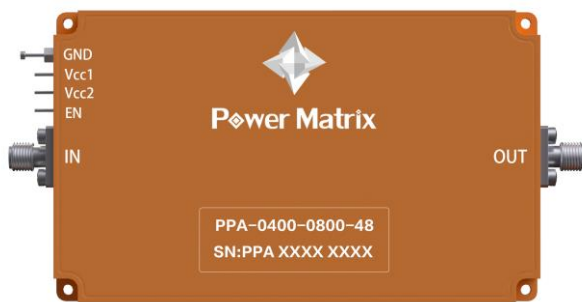 GND
Vcc1
Vcc2
EN
Power Matrix
IN
OUT
PPA-0400-0800-48
SN:PPA XXXX XXXX